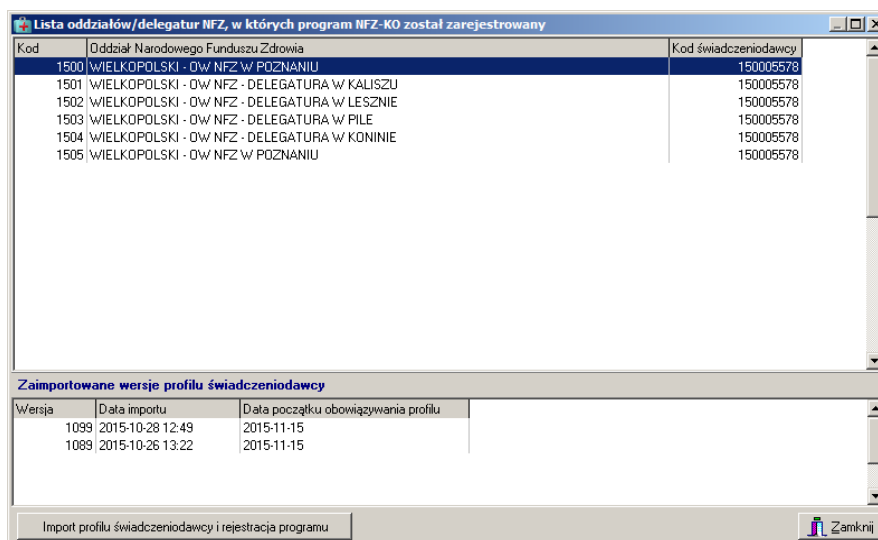 Lista oddziałów/delegatur NFZ, w których program NFZ-KO został zarejestrowany
Kod Oddział Narodowego Funduszu Zdrowia Kod świadczeniodawcy
1500 WIELKOPOLSKI - OW NFZ W POZNANIU 150005578
1501 WIELKOPOLSKI - OW NFZ - DELEGATURA W KALISZU 150005578
1502 WIELKOPOLSKI - OW NFZ - DELEGATURA W LESZNIE 150005578
1503 WIELKOPOLSKI - OW NFZ - DELEGATURA W PILE 150005578
1504 WIELKOPOLSKI - OW NFZ - DELEGATURA W KONINIE 150005578
1505 WIELKOPOLSKI - OW NFZ W POZNANIU 150005578
Zaimportowane wersje profilu świadczeniodawcy
Wersja Data importu Data początku obowiązywania profilu
1099 2015-10-28 12:49 2015-11-15
1089 2015-10-26 13:22 2015-11-15
Import profilu świadczeniodawcy i rejestracja programu Zamknij